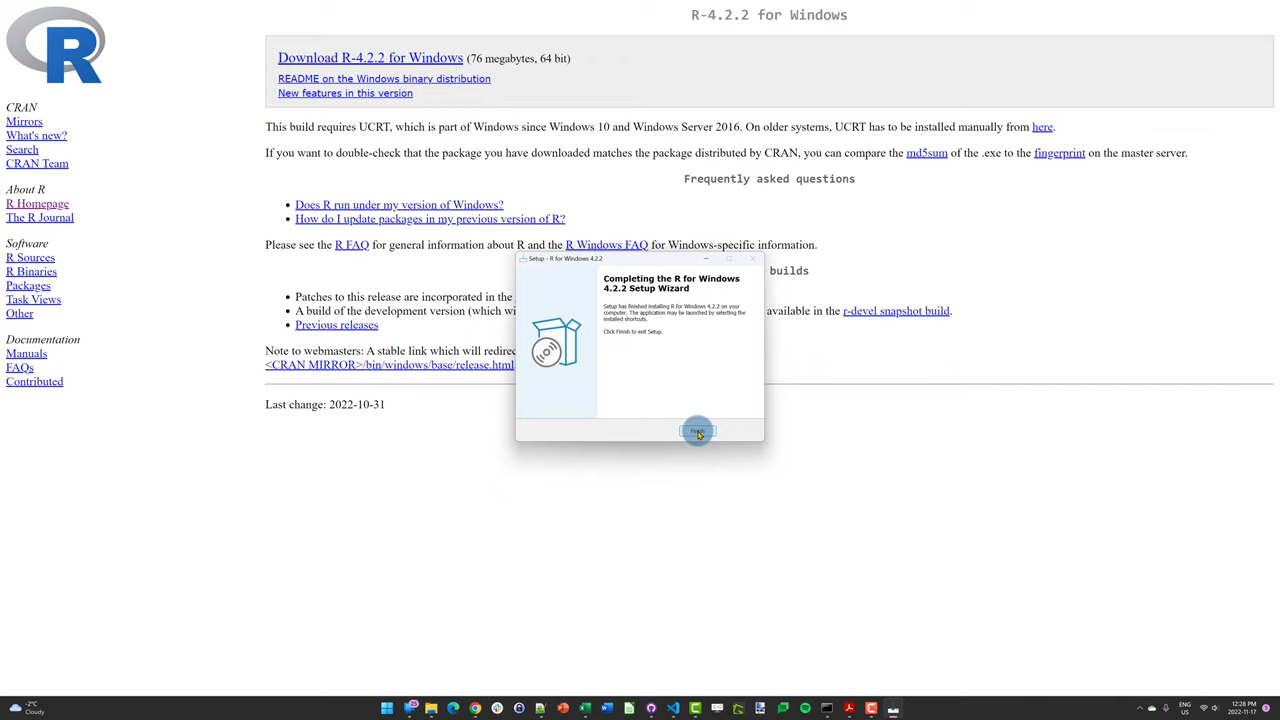 R-4.2.2 for Windows
R
Download R-4.2.2 for Windows (76 megabytes, 64 bit)
README on the Windows binary distribution
New features in this version
CRAN
Mirrors
What's new?
Search
CRAN Team
About R
R Homepage
The R Journal
Software
R Sources
R Binaries
Packages
Task Views
Other
Documentation
Manuals
FAQs
Contributed
This build requires UCRT, which is part of Windows since Windows 10 and Windows Server 2016. On older systems, UCRT has to be installed manually from here.
If you want to double-check that the package you have downloaded matches the package distributed by CRAN, you can compare the md5sum of the .exe to the fingerprint on the master server.
Frequently asked questions
Does R run under my version of Windows?
How do I update packages in my previous version of R?
Please see the R FAQ for general information about R and the R Windows FAQ for Windows-specific information.
builds
Patches to this release are incorporated in the
A build of the development version (which wi
available in the r-devel snapshot build.
Previous releases
Note to webmasters: A stable link which will redirec
<CRAN MIRROR>/bin/windows/base/release.html.
Last change: 2022-10-31
Setup - R for Windows 4.2.2
Completing the R for Windows
4.2.2 Setup Wizard
Setup has finished installing R for Windows 4.2.2 on your
computer. The application may be launched by selecting the
installed shortcuts.
Click Finish to exit Setup.
Finish
-2°C
Cloudy
ENG
US
12:28 PM
2022-11-17